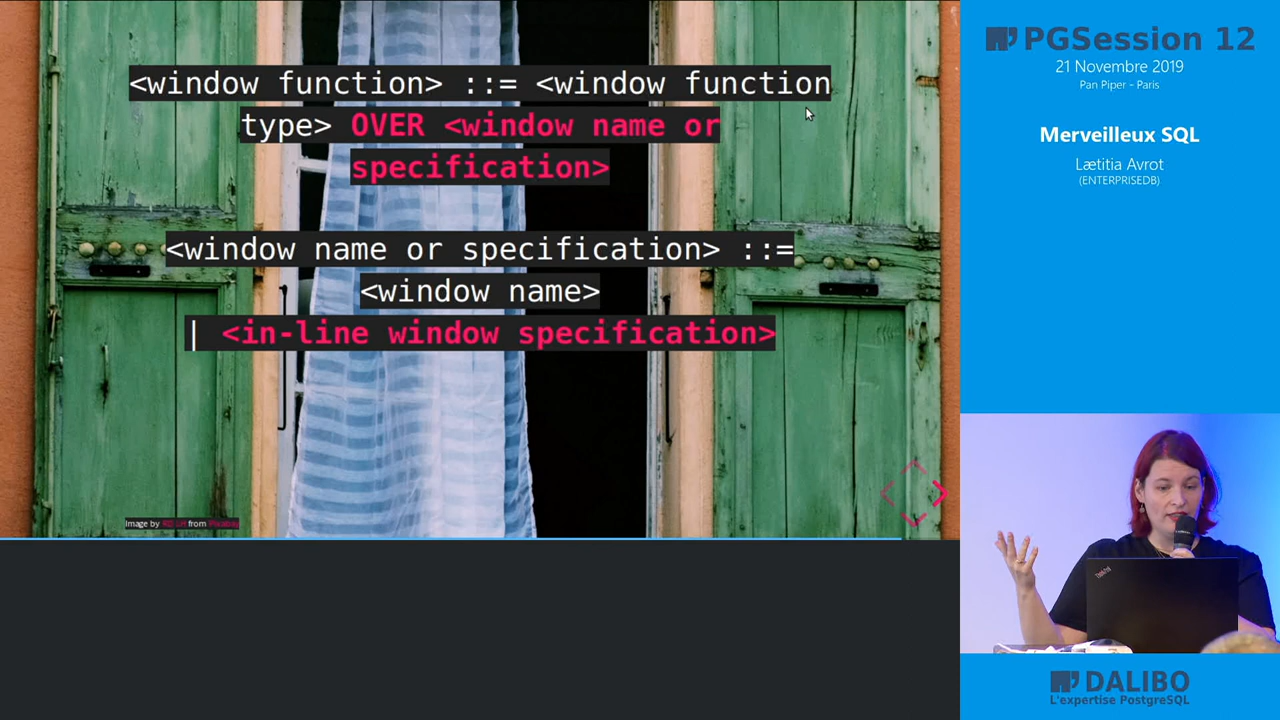 <window function> ::= <window function
type> OVER <window name or
specification>
<window name or specification> ::=
<window name>
| <in-line window specification>
Image by
from
Pixabay
PGSession 12
21 Novembre 2019
Pan Piper - Paris
Merveilleux SQL
Lætitia Avrot
(ENTERPRISEDB)
ThinkPad
DALIBO
L'expertise PostgreSQL